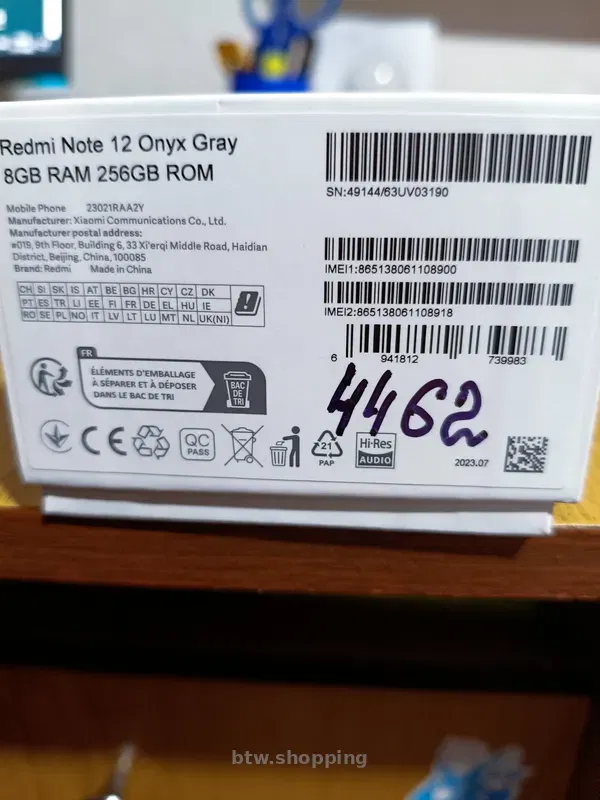 Redmi Note 12 Onyx Gray
8GB RAM 256GB ROM
Mobile Phone 23021RAA2Y
Manufacturer: Xiaomi Communications Co., Ltd.
Manufacturer postal address:
#019, 9th Floor, Building 6, 33 Xi'erqi Middle Road, Haidian
District, Beijing, China, 100085
Brand: Redmi Made in China
CH SI SK IS AT BE BG HR CY CZ DK
PT ES TR LI EE FI FR DE EL HU IE
RO SE PL NO IT LV LT LU MT NL UK(NI)
SN:49144/63UV03190
IMEI1:865138061108900
IMEI2:865138061108918
6 941812 739983
FR
ÉLÉMENTS D'EMBALLAGE
À SÉPARER ET À DÉPOSER
DANS LE BAC DE TRI
BAC
DE
TRI
4462
CE
QC
PASS
21
PAP
Hi-Res
AUDIO
2023.07
btw.shopping